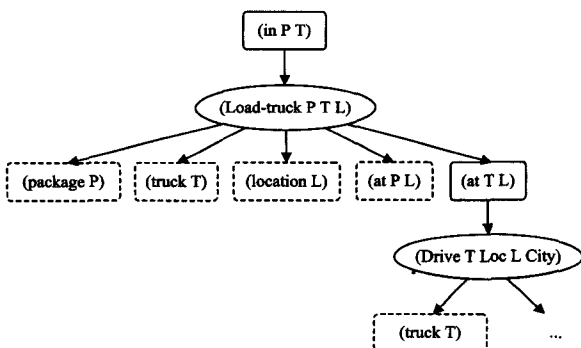 (in P T)
(Load-truck P T L)
(package P) (truck T) (location L) (at P L) (at T L)
(Drive T Loc L City)
(truck T) ...